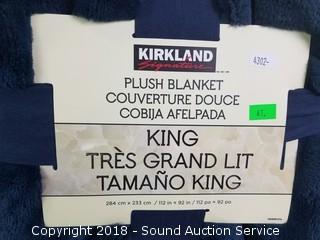 KIRKLAND
Signature
A302-
PLUSH BLANKET
COUVERTURE DOUCE
COBIJA AFELPADA
KING
TRÈS GRAND LIT
TAMAÑO KING
284 cm x 233 cm / 112 in x 92 in / 112 po x 92 po
Copyright 2018 - Sound Auction Service